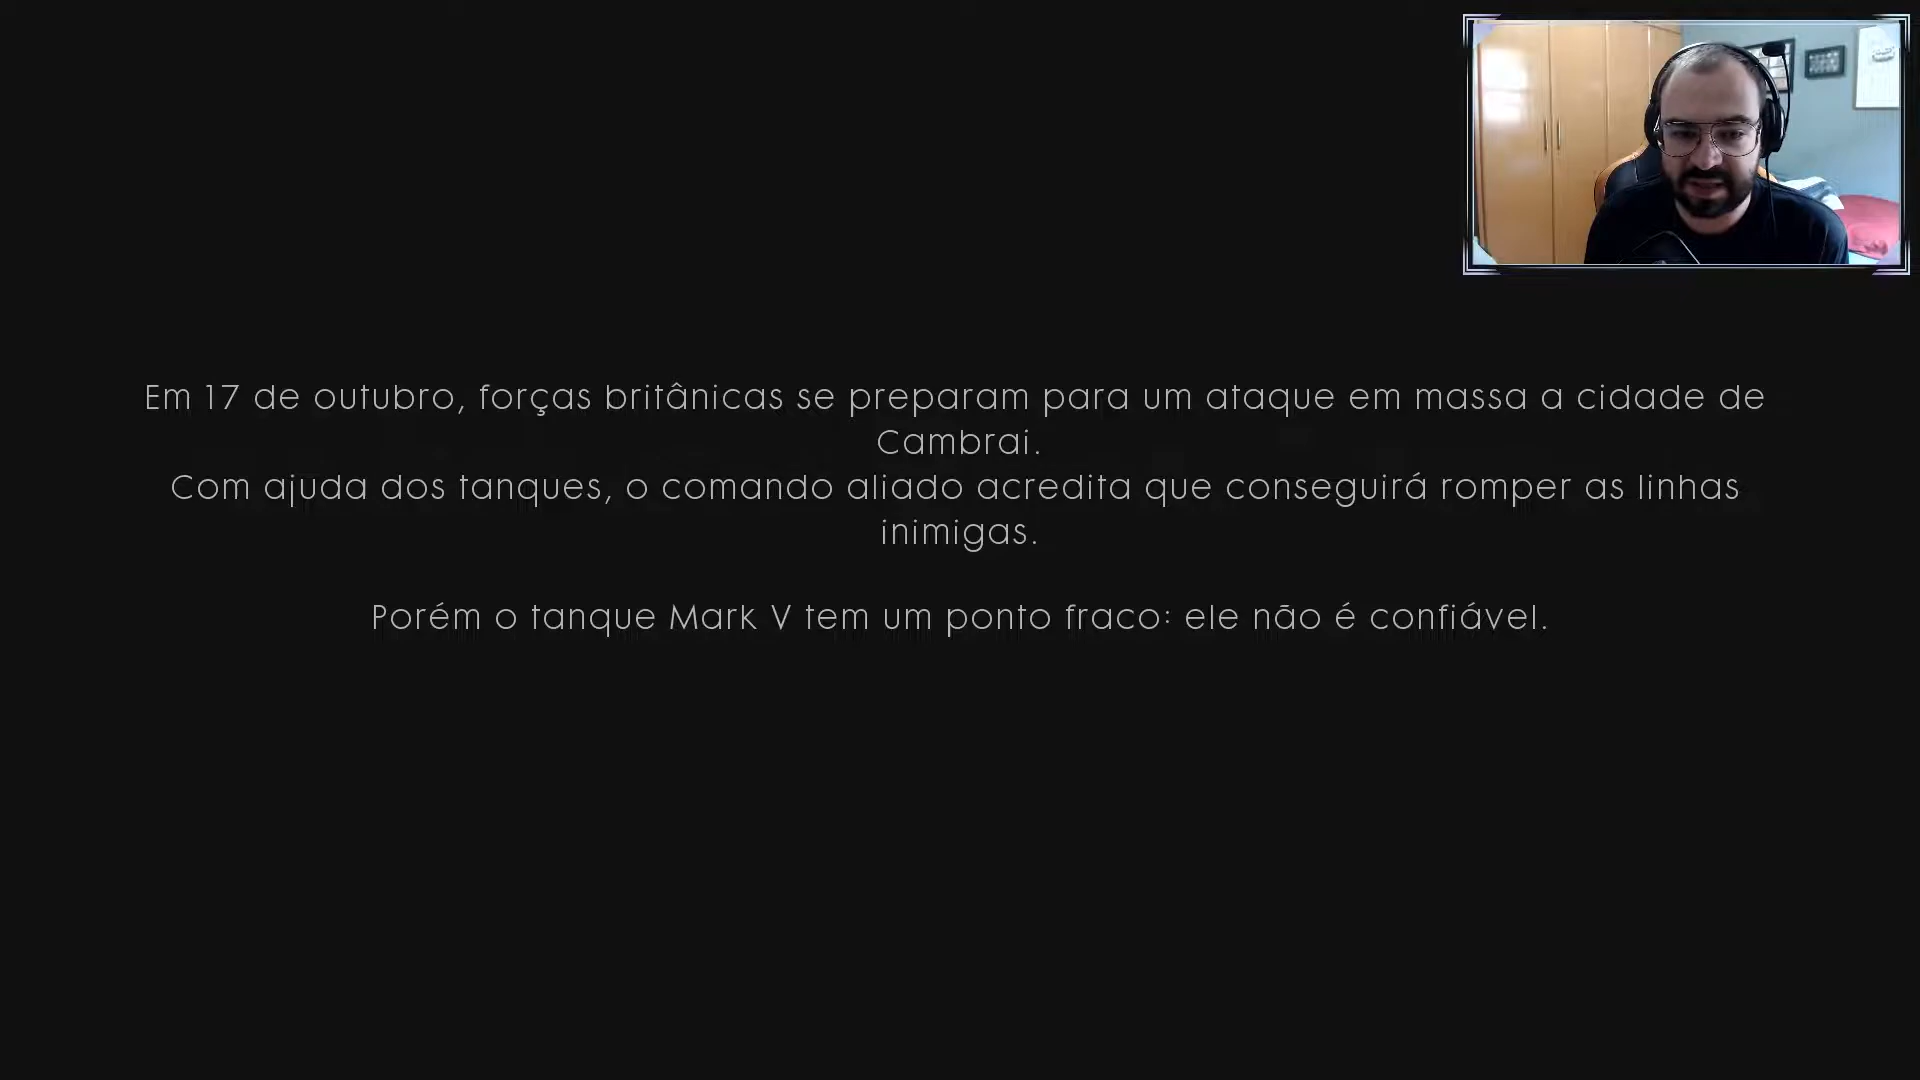 Em 17 de outubro, forças britânicas se preparam para um ataque em massa a cidade de
Cambrai.
Com ajuda dos tanques, o comando aliado acredita que conseguirá romper as linhas
inimigas.
Porém o tanque Mark V tem um ponto fraco: ele não é confiável.